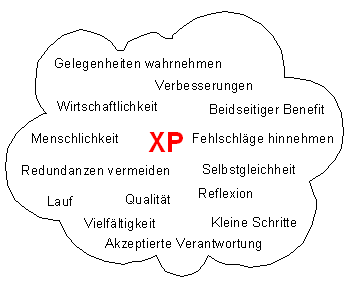 Gelegenheiten wahrnehmen
Verbesserungen
Wirtschaftlichkeit
Beidseitiger Benefit
Menschlichkeit
XP
Fehlschläge hinnehmen
Redundanzen vermeiden
Selbstgleichheit
Lauf
Qualität
Reflexion
Vielfältigkeit
Kleine Schritte
Akzeptierte Verantwortung